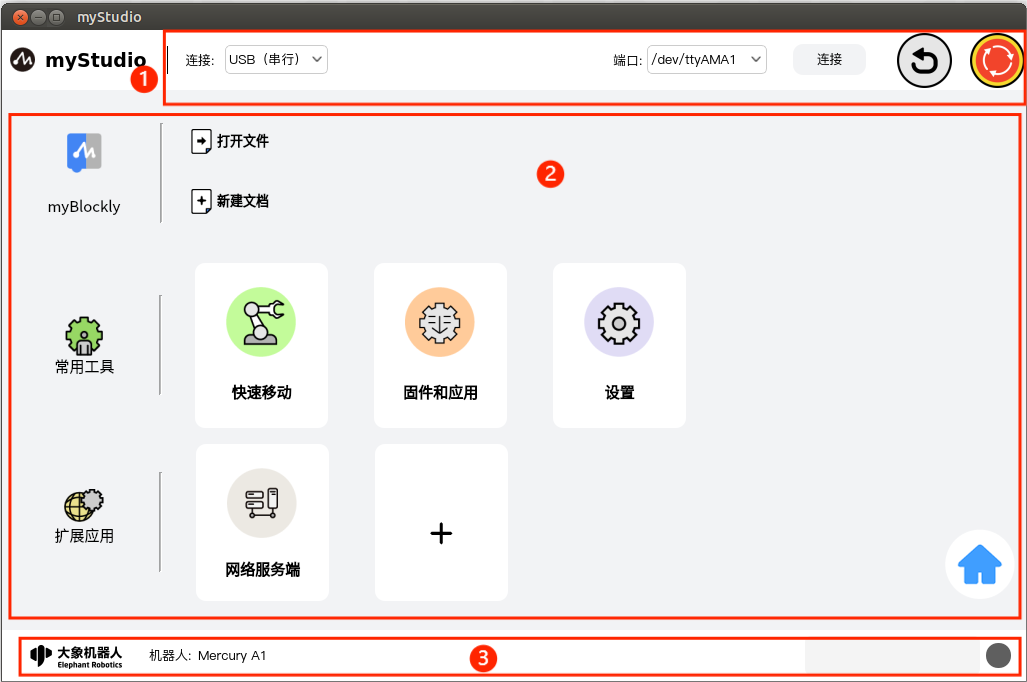 myStudio
myStudio
1
连接: USB（串行） 端口: /dev/ttyAMA1 连接
2
打开文件
新建文档
myBlockly
常用工具
快速移动 固件和应用 设置
扩展应用
网络服务端
大象机器人
Elephant Robotics
机器人: Mercury A1
3